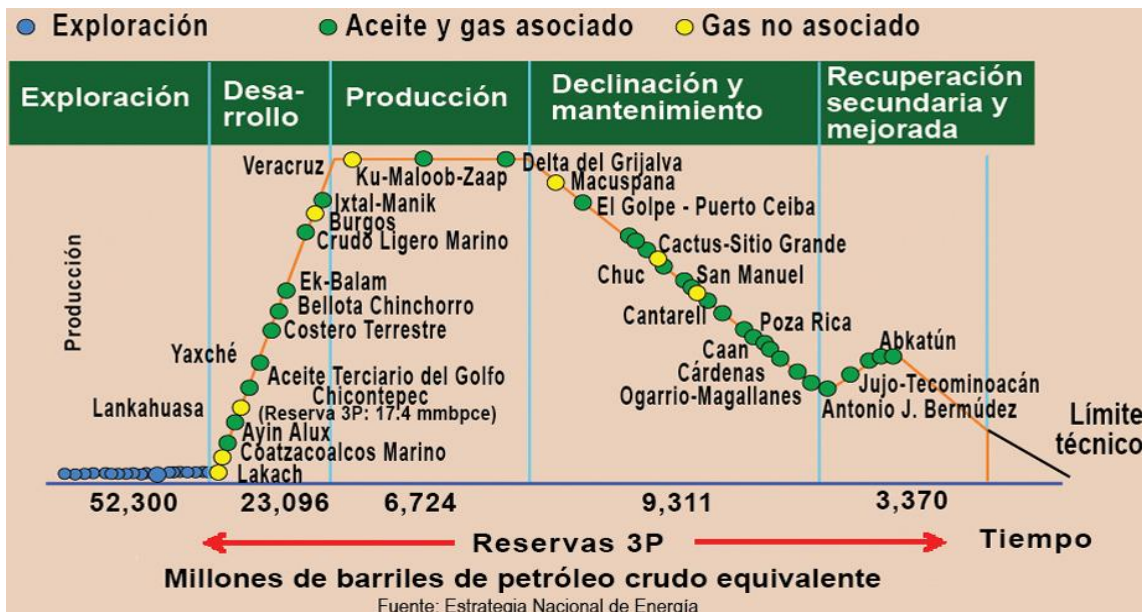 Exploración
Aceite y gas asociado
Gas no asociado
Exploración
Desa-
rrollo
Producción
Declinación y
mantenimiento
Recuperación
secundaria y
mejorada
Producción
Veracruz
Ku-Maloob-Zaap
Ixtal-Manik
Burgos
Crudo Ligero Marino
Ek-Balam
Bellota Chinchorro
Costero Terrestre
Yaxché
Aceite Terciario del Golfo
Chicontepec
(Reserva 3P: 17.4 mmbpce)
Lankahuasa
Ayin Alux
Coatzacoalcos Marino
Lakach
Delta del Grijalva
Macuspana
El Golpe - Puerto Ceiba
Cactus-Sitio Grande
Chuc
San Manuel
Cantarell
Poza Rica
Caan
Cárdenas
Ogarrio-Magallanes
Abkatún
Jujo-Tecominoacán
Antonio J. Bermúdez
Límite
técnico
52,300
23,096
6,724
9,311
3,370
Reservas 3P
Tiempo
Millones de barriles de petróleo crudo equivalente
Fuente: Estrategia Nacional de Energía